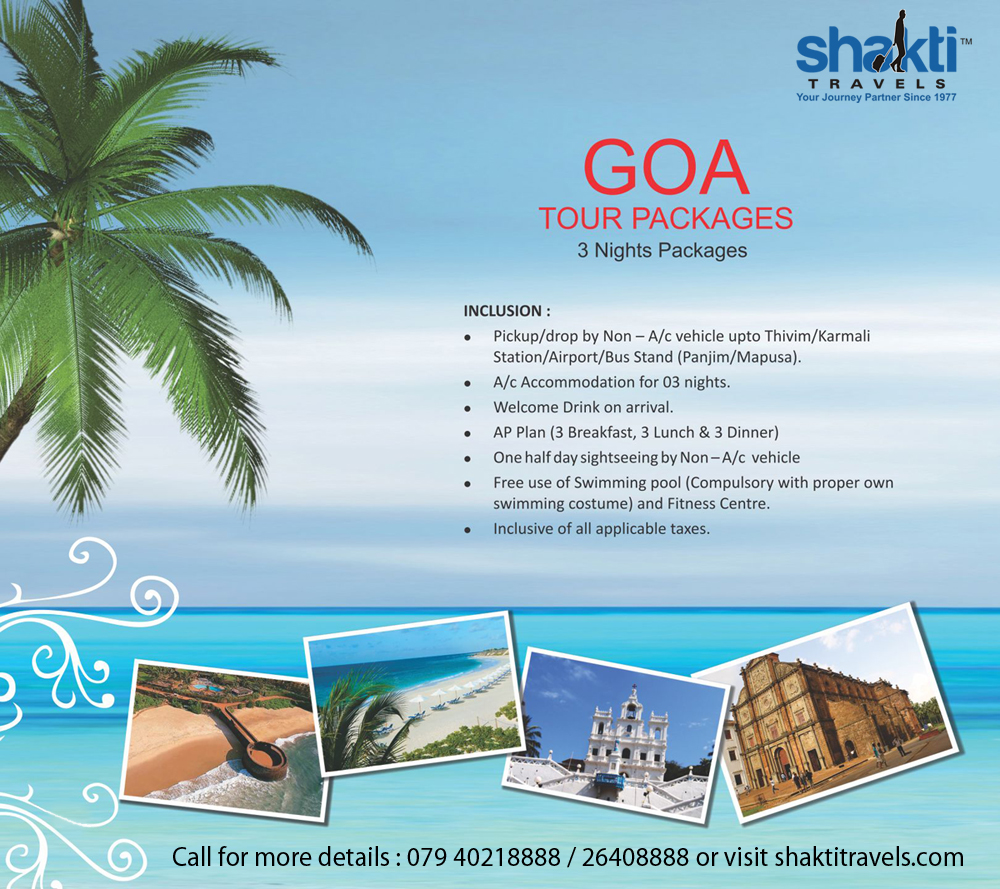 shakti TM
TRAVELS
Your Journey Partner Since 1977
GOA
TOUR PACKAGES
3 Nights Packages
INCLUSION :
• Pickup/drop by Non – A/c vehicle upto Thivim/Karmali
Station/Airport/Bus Stand (Panjim/Mapusa).
• A/c Accommodation for 03 nights.
• Welcome Drink on arrival.
• AP Plan (3 Breakfast, 3 Lunch & 3 Dinner)
• One half day sightseeing by Non – A/c vehicle
• Free use of Swimming pool (Compulsory with proper own
swimming costume) and Fitness Centre.
• Inclusive of all applicable taxes.
Call for more details : 079 40218888 / 26408888 or visit shaktitravels.com